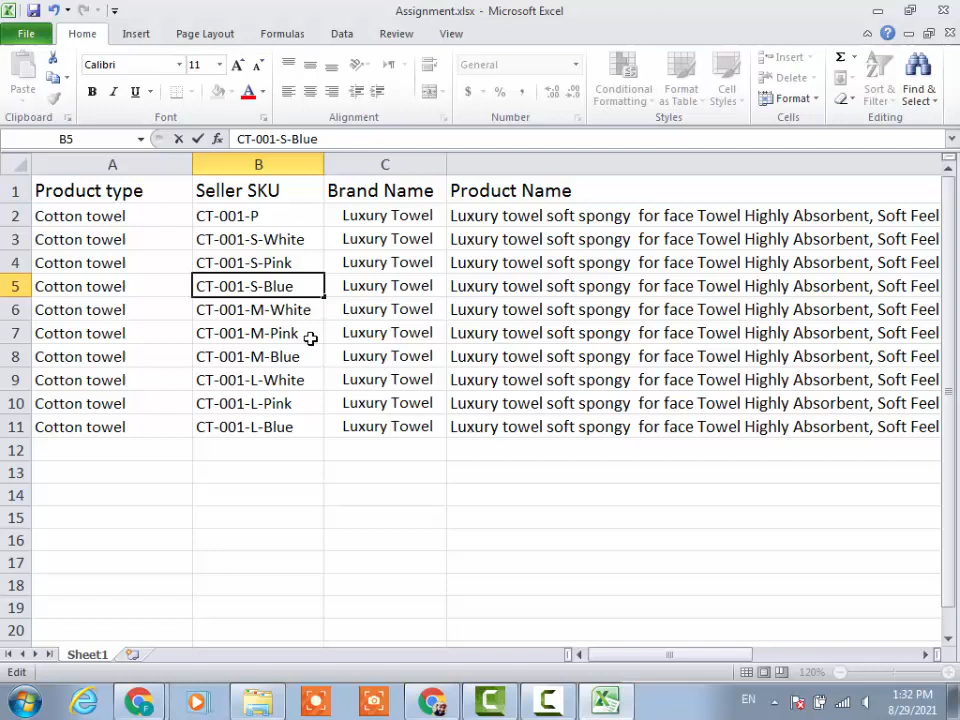 Assignment.xlsx - Microsoft Excel
File Home Insert Page Layout Formulas Data Review View
Calibri 11 General Insert Delete Format
Paste Conditional Formatting Format as Table Cell Styles Sort & Filter Find & Select
Clipboard Font Alignment Number Styles Cells Editing
B5 fx CT-001-S-Blue
A B C
1 Product type Seller SKU Brand Name Product Name
2 Cotton towel CT-001-P Luxury Towel Luxury towel soft spongy for face Towel Highly Absorbent, Soft Feel
3 Cotton towel CT-001-S-White Luxury Towel Luxury towel soft spongy for face Towel Highly Absorbent, Soft Feel
4 Cotton towel CT-001-S-Pink Luxury Towel Luxury towel soft spongy for face Towel Highly Absorbent, Soft Feel
5 Cotton towel CT-001-S-Blue Luxury Towel Luxury towel soft spongy for face Towel Highly Absorbent, Soft Feel
6 Cotton towel CT-001-M-White Luxury Towel Luxury towel soft spongy for face Towel Highly Absorbent, Soft Feel
7 Cotton towel CT-001-M-Pink Luxury Towel Luxury towel soft spongy for face Towel Highly Absorbent, Soft Feel
8 Cotton towel CT-001-M-Blue Luxury Towel Luxury towel soft spongy for face Towel Highly Absorbent, Soft Feel
9 Cotton towel CT-001-L-White Luxury Towel Luxury towel soft spongy for face Towel Highly Absorbent, Soft Feel
10 Cotton towel CT-001-L-Pink Luxury Towel Luxury towel soft spongy for face Towel Highly Absorbent, Soft Feel
11 Cotton towel CT-001-L-Blue Luxury Towel Luxury towel soft spongy for face Towel Highly Absorbent, Soft Feel
12
13
14
15
16
17
18
19
20
Sheet1
Edit 120%
EN 1:32 PM
8/29/2021